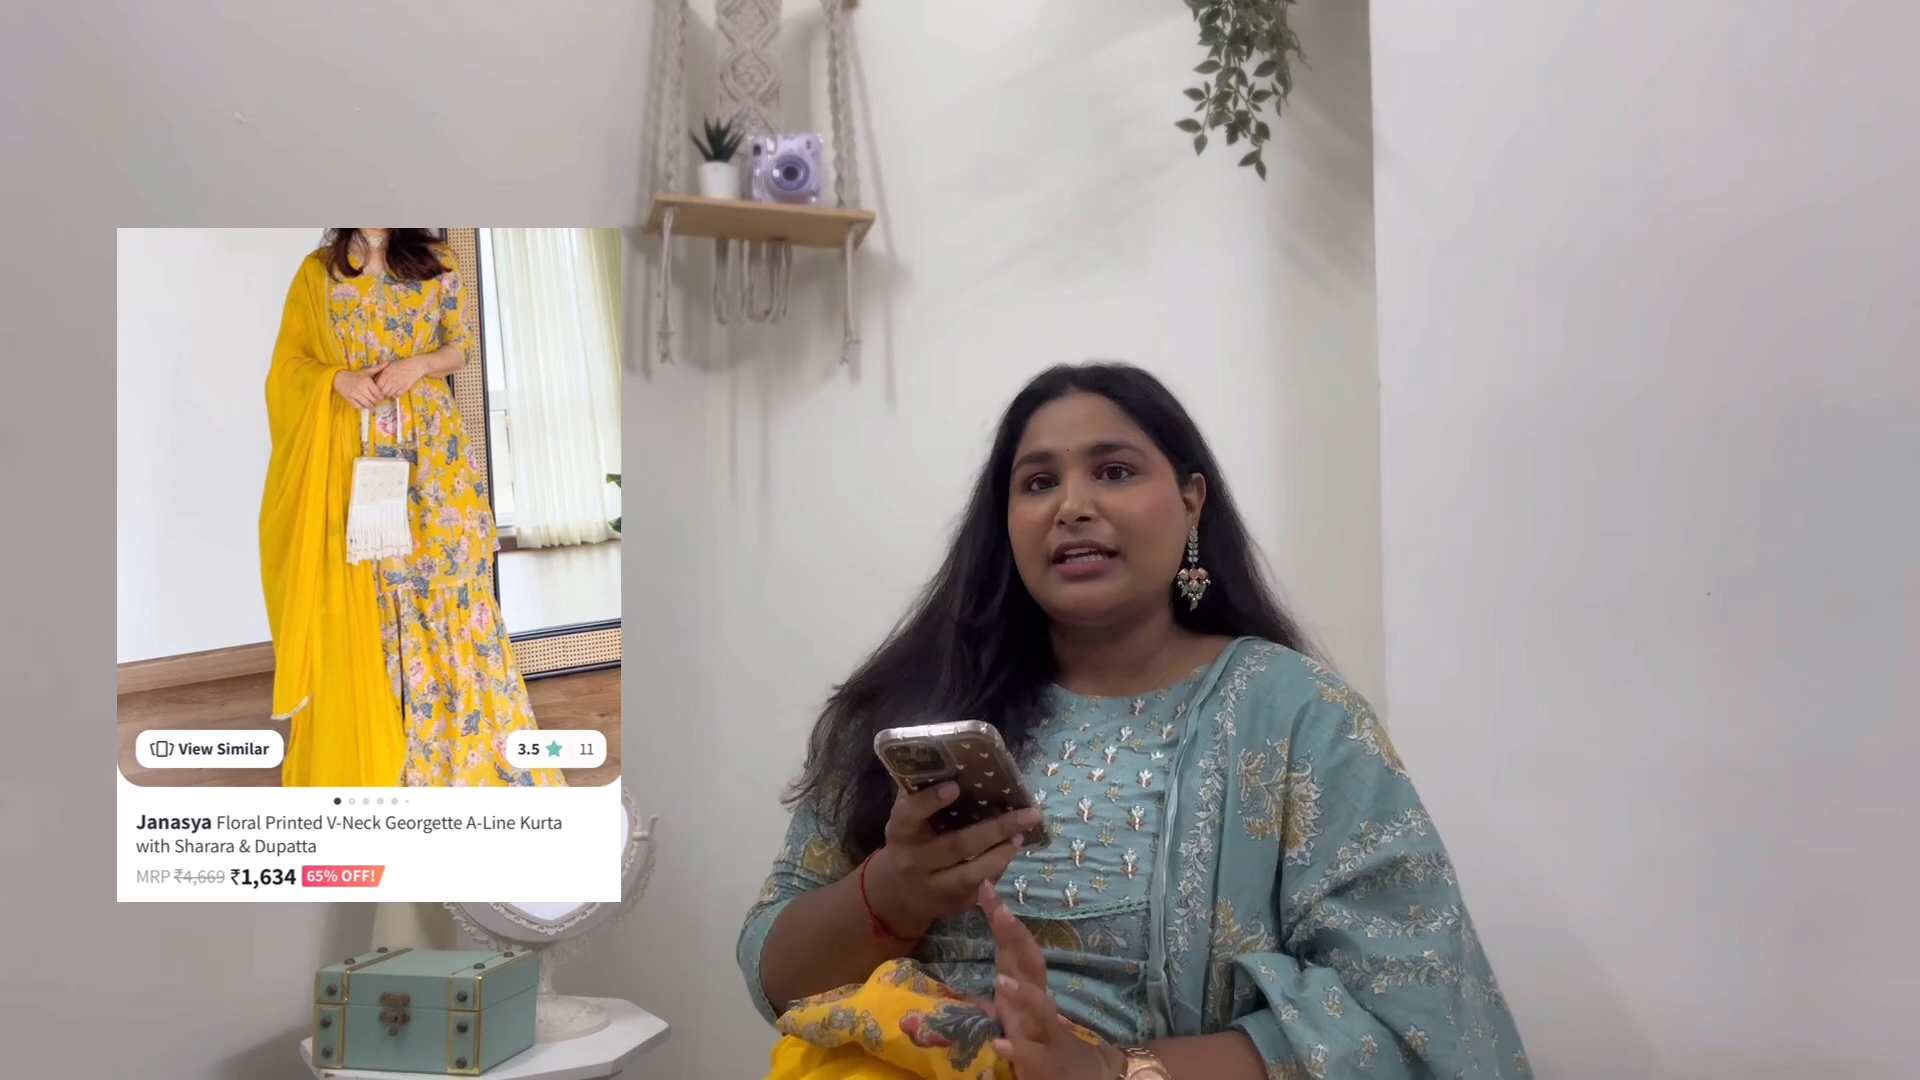 View Similar
3.5 ★ 11
Janasya Floral Printed V-Neck Georgette A-Line Kurta
with Sharara & Dupatta
MRP ₹4,669 ₹1,634 65% OFF!